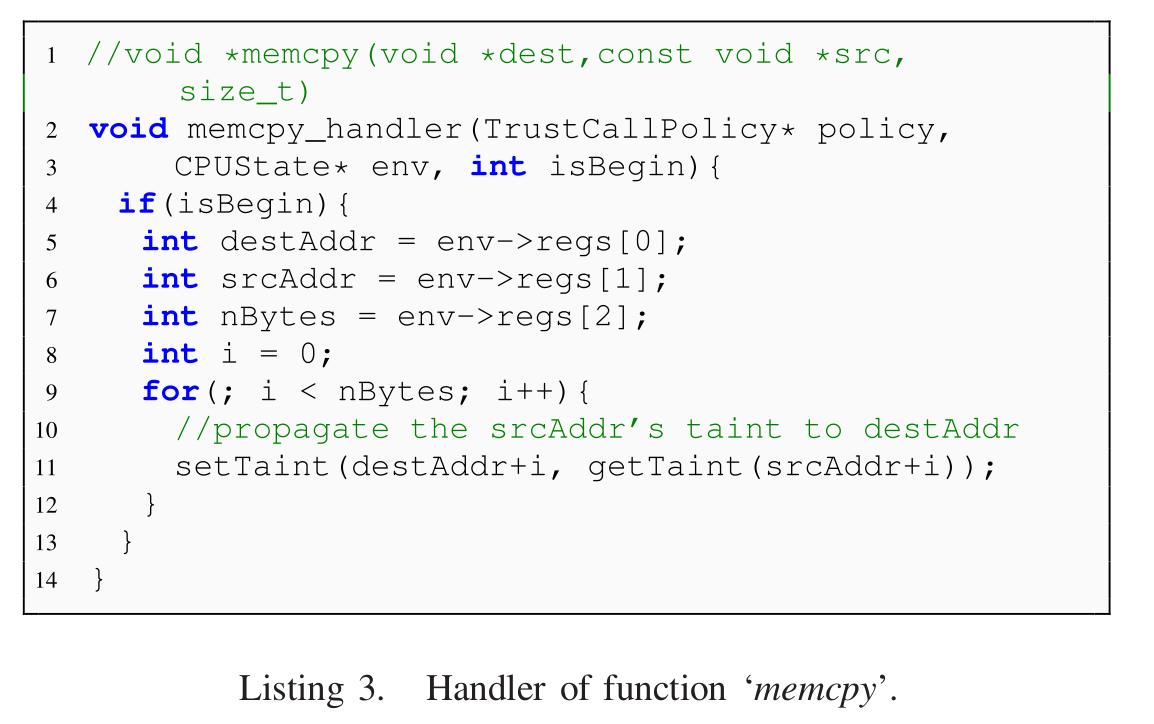 1 //void *memcpy(void *dest,const void *src,
size_t)
2 void memcpy_handler(TrustCallPolicy* policy,
3 CPUState* env, int isBegin){
4 if(isBegin){
5 int destAddr = env->regs[0];
6 int srcAddr = env->regs[1];
7 int nBytes = env->regs[2];
8 int i = 0;
9 for(; i < nBytes; i++){
10 //propagate the srcAddr’s taint to destAddr
11 setTaint(destAddr+i, getTaint(srcAddr+i));
12 }
13 }
14 }
Listing 3. Handler of function ‘memcpy’.